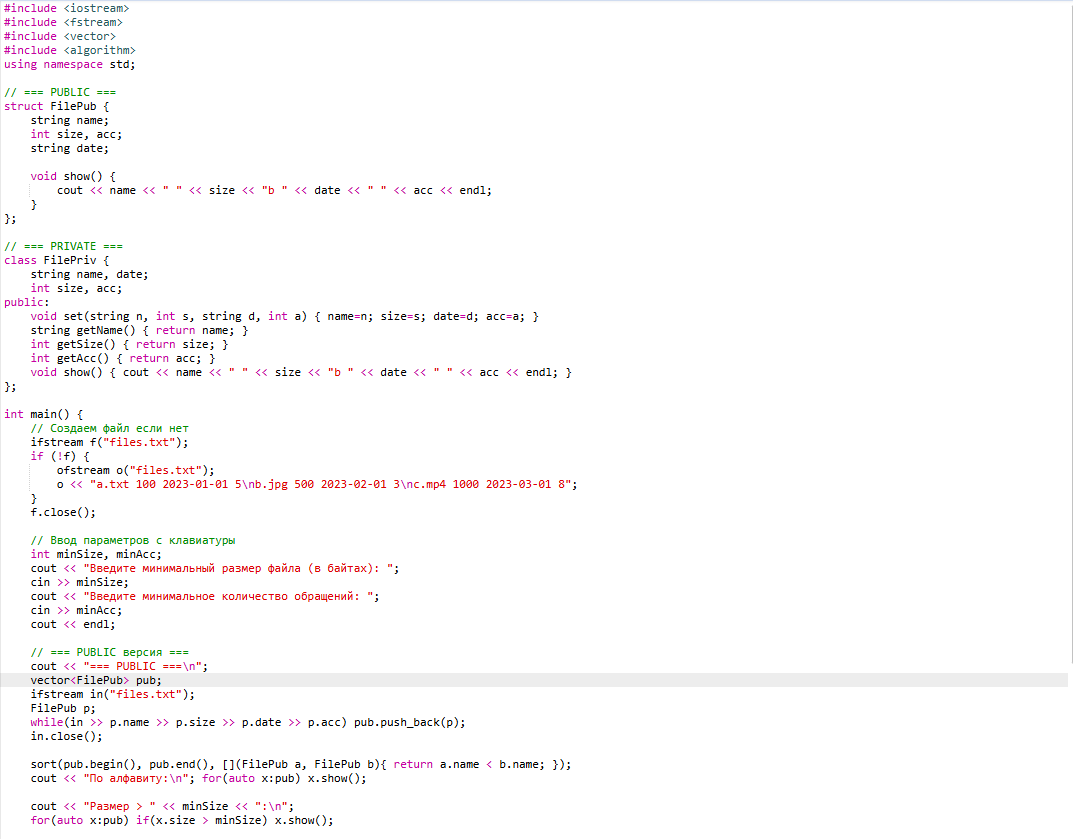 #include <iostream>
#include <fstream>
#include <vector>
#include <algorithm>
using namespace std;

// === PUBLIC ===
struct FilePub {
    string name;
    int size, acc;
    string date;

    void show() {
        cout << name << " " << size << "b " << date << " " << acc << endl;
    }
};

// === PRIVATE ===
class FilePriv {
    string name, date;
    int size, acc;
public:
    void set(string n, int s, string d, int a) { name=n; size=s; date=d; acc=a; }
    string getName() { return name; }
    int getSize() { return size; }
    int getAcc() { return acc; }
    void show() { cout << name << " " << size << "b " << date << " " << acc << endl; }
};

int main() {
    // Создаем файл если нет
    ifstream f("files.txt");
    if (!f) {
        ofstream o("files.txt");
        o << "a.txt 100 2023-01-01 5\nb.jpg 500 2023-02-01 3\nc.mp4 1000 2023-03-01 8";
    }
    f.close();

    // Ввод параметров с клавиатуры
    int minSize, minAcc;
    cout << "Введите минимальный размер файла (в байтах): ";
    cin >> minSize;
    cout << "Введите минимальное количество обращений: ";
    cin >> minAcc;
    cout << endl;

    // === PUBLIC версия ===
    cout << "=== PUBLIC ===\n";
    vector<FilePub> pub;
    ifstream in("files.txt");
    FilePub p;
    while(in >> p.name >> p.size >> p.date >> p.acc) pub.push_back(p);
    in.close();

    sort(pub.begin(), pub.end(), [](FilePub a, FilePub b){ return a.name < b.name; });
    cout << "По алфавиту:\n"; for(auto x:pub) x.show();

    cout << "Размер > " << minSize << ":\n";
    for(auto x:pub) if(x.size > minSize) x.show();